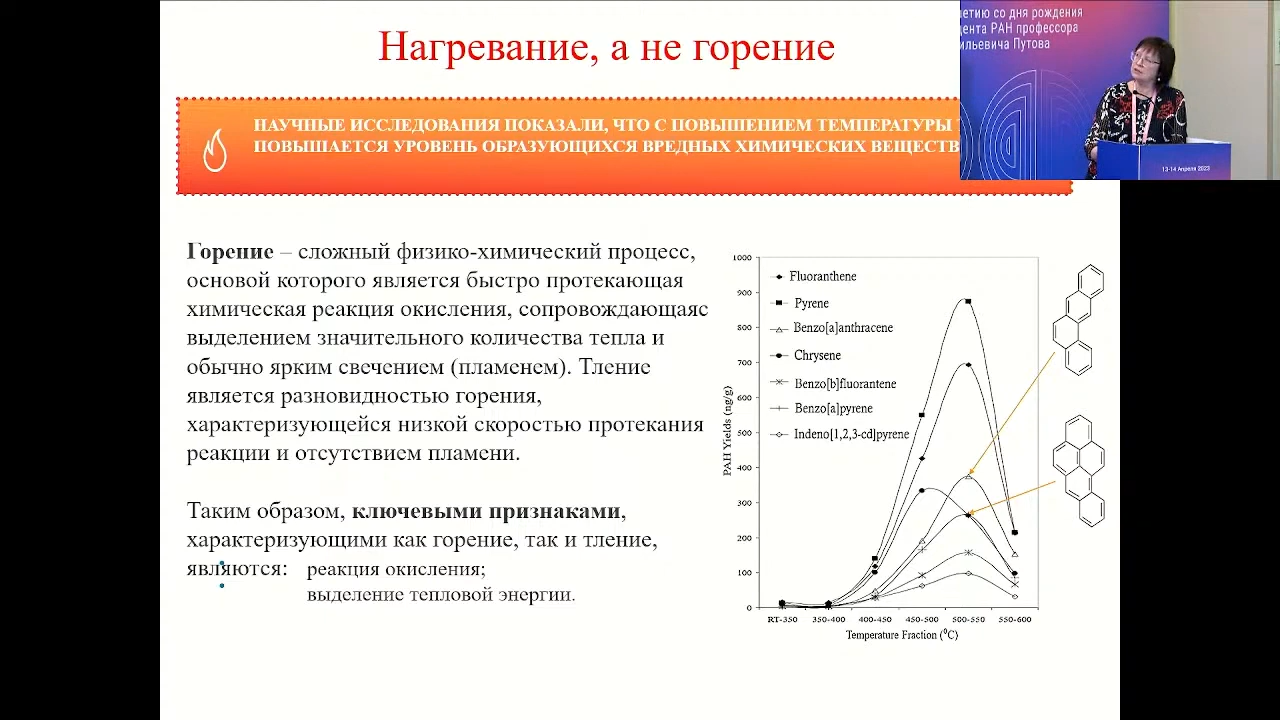 Нагревание, а не горение
НАУЧНЫЕ ИССЛЕДОВАНИЯ ПОКАЗАЛИ, ЧТО С ПОВЫШЕНИЕМ ТЕМПЕРАТУРЫ
ПОВЫШАЕТСЯ УРОВЕНЬ ОБРАЗУЮЩИХСЯ ВРЕДНЫХ ХИМИЧЕСКИХ ВЕЩЕСТВ
летию со дня рождения
дента РАН профессора
ильевича Путова
13-14 Апреля 2023
Горение – сложный физико-химический процесс,
основой которого является быстро протекающая
химическая реакция окисления, сопровождающаяс
выделением значительного количества тепла и
обычно ярким свечением (пламенем). Тление
является разновидностью горения,
характеризующейся низкой скоростью протекания
реакции и отсутствием пламени.
Таким образом, ключевыми признаками,
характеризующими как горение, так и тление,
являются:
реакция окисления;
выделение тепловой энергии.
1000
900
800
700
600
500
400
300
200
100
0
PAH Yields (ng/g)
Fluoranthene
Pyrene
Benzo[a]anthracene
Chrysene
Benzo[b]fluorantene
Benzo[a]pyrene
Indeno[1,2,3-cd]pyrene
RT-350 350-400 400-450 450-500 500-550 550-600
Temperature Fraction (⁰C)